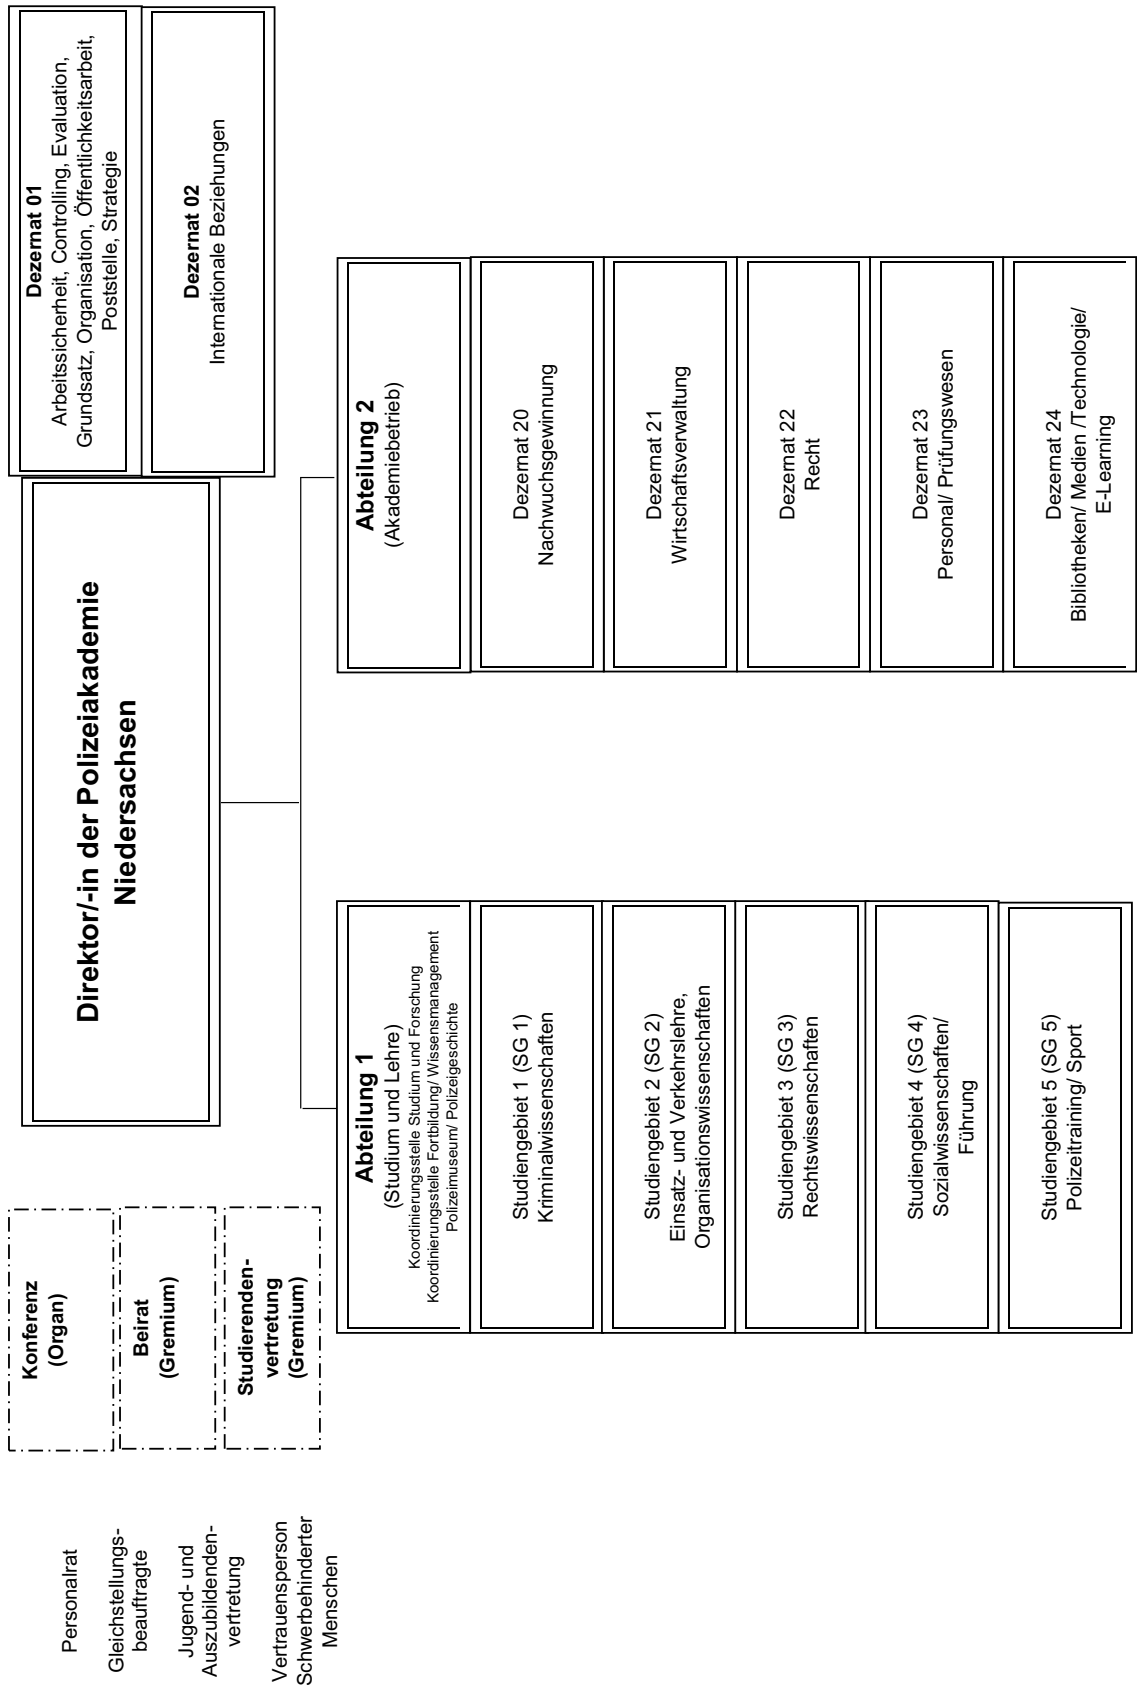 Personalrat
Gleichstellungs-
beauftragte
Jugend- und
Auszubildenden-
vertretung
Vertrauensperson
Schwerbehinderter
Menschen
Konferenz
(Organ)
Beirat
(Gremium)
Studierenden-
vertretung
(Gremium)
Direktor/-in der Polizeiakademie
Niedersachsen
Dezernat 01
Arbeitssicherheit, Controlling, Evaluation,
Grundsatz, Organisation, Öffentlichkeitsarbeit,
Poststelle, Strategie
Dezernat 02
Internationale Beziehungen
Abteilung 1
(Studium und Lehre)
Koordinierungsstelle Studium und Forschung
Koordinierungsstelle Fortbildung/ Wissensmanagement
Polizeimuseum/ Polizeigeschichte
Studiengebiet 1 (SG 1)
Kriminalwissenschaften
Studiengebiet 2 (SG 2)
Einsatz- und Verkehrslehre,
Organisationswissenschaften
Studiengebiet 3 (SG 3)
Rechtswissenschaften
Studiengebiet 4 (SG 4)
Sozialwissenschaften/
Führung
Studiengebiet 5 (SG 5)
Polizeitraining/ Sport
Abteilung 2
(Akademiebetrieb)
Dezernat 20
Nachwuchsgewinnung
Dezernat 21
Wirtschaftsverwaltung
Dezernat 22
Recht
Dezernat 23
Personal/ Prüfungswesen
Dezernat 24
Bibliotheken/ Medien /Technologie/
E-Learning